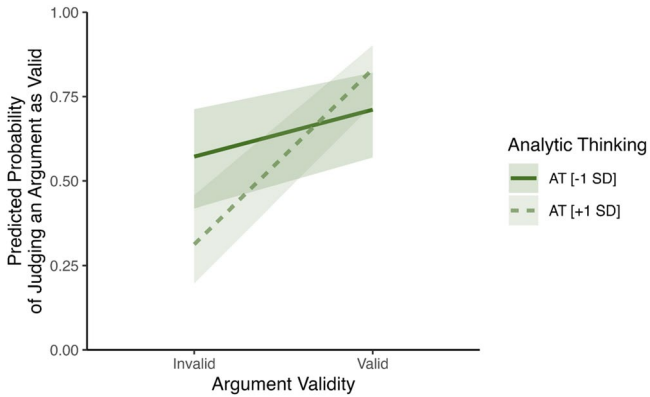 1.00
0.75
0.50
0.25
0.00
Predicted Probability
of Judging an Argument as Valid
Invalid
Valid
Argument Validity
Analytic Thinking
AT [-1 SD]
AT [+1 SD]